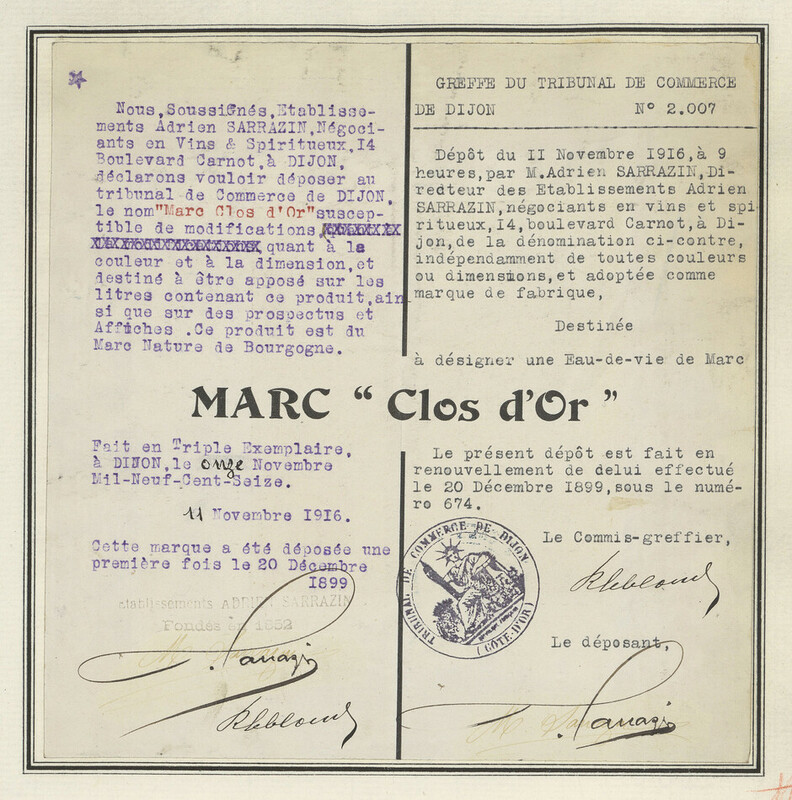 Nous,Soussignés,Etablisse-
ments Adrien SARRAZIN,Négoci-
ants en Vins & Spiritueux,14
Boulevard Carnot,à DIJON,
déclarons vouloir déposer au
tribunal de Commerce de DIJON,
le nom"Marc Clos d'Or"suscep-
tible de modifications
quant à la
couleur et à la dimension,et
destiné à être apposé sur les
litres contenant ce produit,ain
si que sur des prospectus et
Affiches .Ce produit est du
Marc Nature de Bourgogne.
GREFFE DU TRIBUNAL DE COMMERCE
DE DIJON N° 2.007
Dépôt du II Novembre 1916,à 9
heures,par M.Adrien SARRAZIN,Di-
recteur des Etablissements Adrien
SARRAZIN,négociants en vins et spi
ritueux,14,boulevard Carnot,à Di-
jon,de la dénomination ci-contre,
indépendamment de toutes couleurs
ou dimensions,et adoptée comme
marque de fabrique,
Destinée
à désigner une Eau-de-vie de Marc
MARC “ Clos d'Or ”
Fait en Triple Exemplaire,
à DIJON,le onze Novembre
Mil-Neuf-Cent-Seize.
11 Novembre 1916.
Cette marque a été déposée une
première fois le 20 Décembre
1899
Etablissements ADRIEN SARRAZIN
Fondés en 1852
Le présent dépôt est fait en
renouvellement de delui effectué
le 20 Décembre 1899,sous le numé-
ro 674.
Le Commis-greffier,
TRIBUNAL DE COMMERCE DE DIJON
(CÔTE-D'OR)
Le déposant,